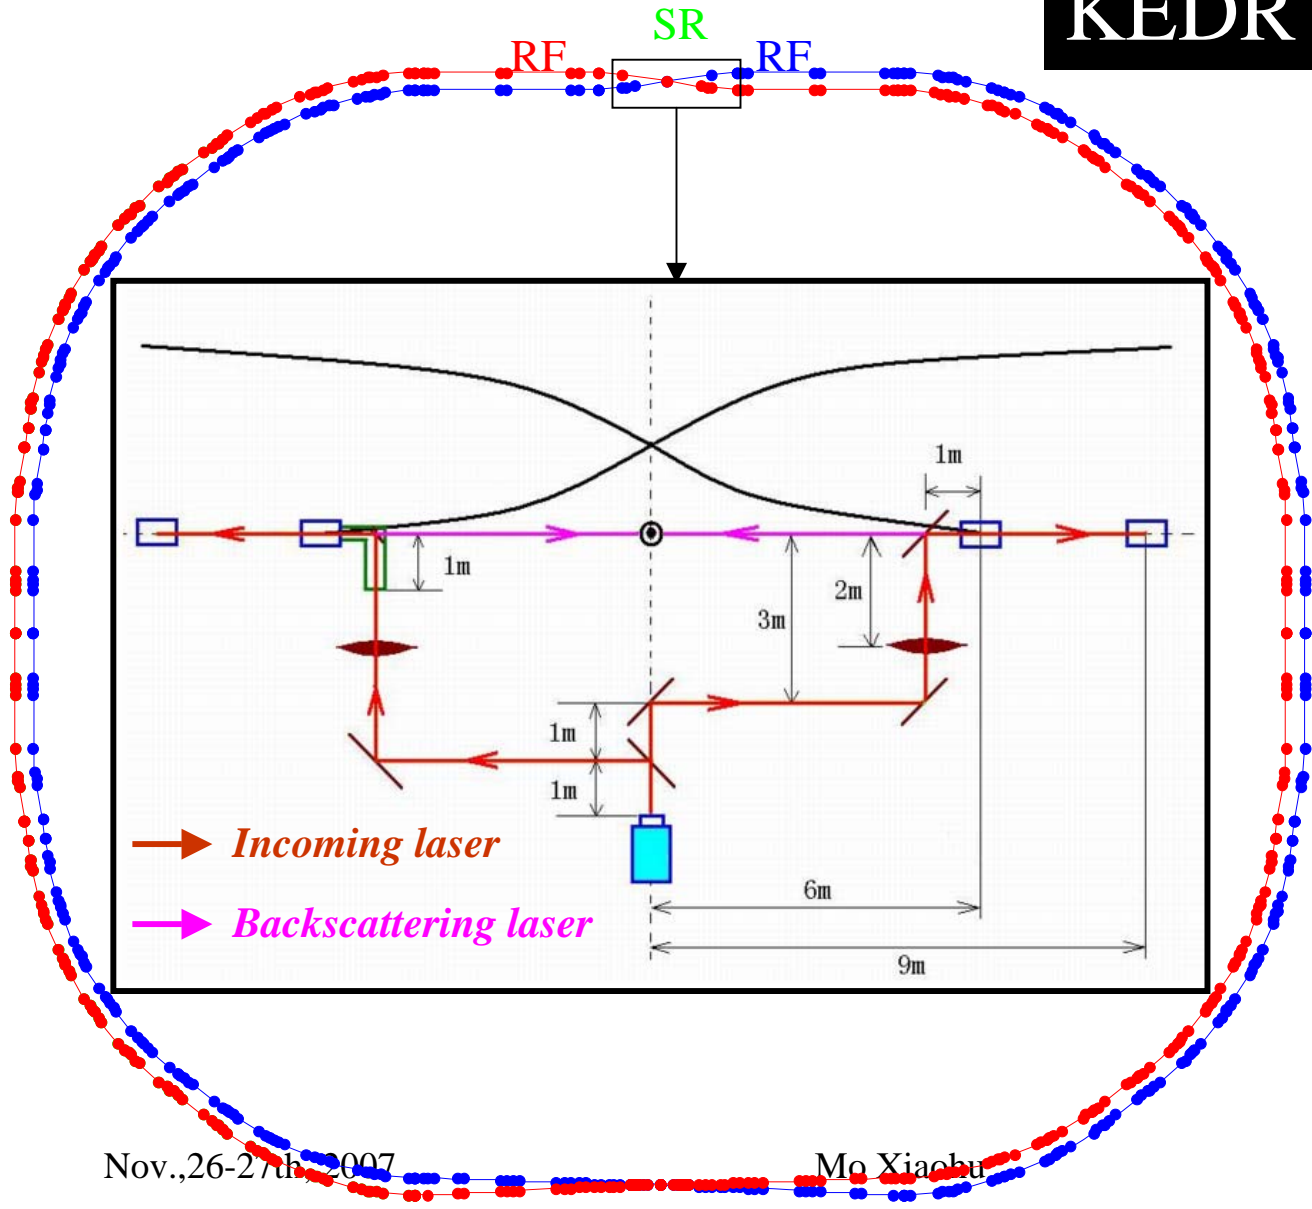 KEDR
SR
RF
RF
1m
1m
2m
3m
1m
1m
Incoming laser
6m
Backscattering laser
9m
Nov.,26-27th, 2007
Mo Xiaohu